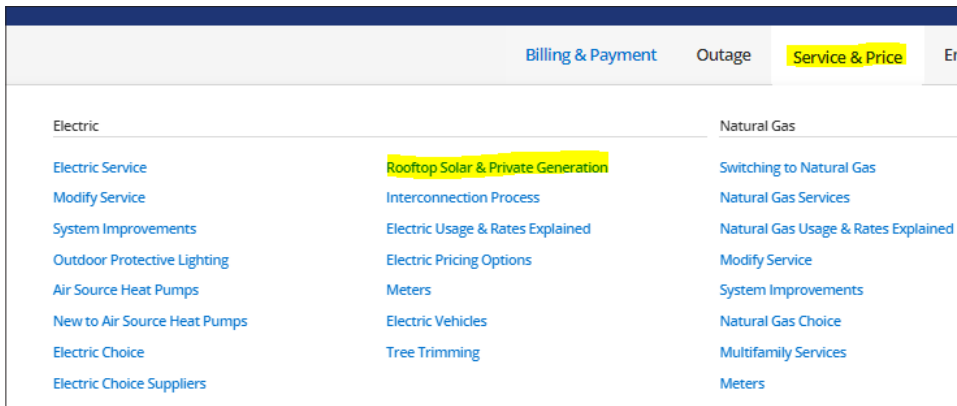 Billing & Payment
Outage
Service & Price
Electric
Electric Service
Modify Service
System Improvements
Outdoor Protective Lighting
Air Source Heat Pumps
New to Air Source Heat Pumps
Electric Choice
Electric Choice Suppliers
Rooftop Solar & Private Generation
Interconnection Process
Electric Usage & Rates Explained
Electric Pricing Options
Meters
Electric Vehicles
Tree Trimming
Natural Gas
Switching to Natural Gas
Natural Gas Services
Natural Gas Usage & Rates Explained
Modify Service
System Improvements
Natural Gas Choice
Multifamily Services
Meters